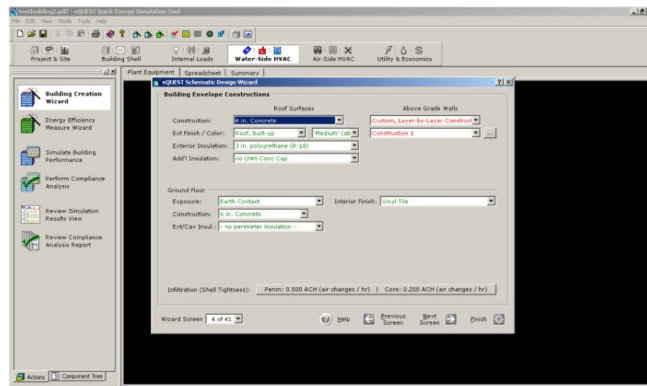 testbuilding2.pd2 - eQUEST Quick Energy Simulation Tool
File Edit View Mode Tools Help
Project & Site Building Shell Internal Loads Water-Side HVAC Air-Side HVAC Utility & Economics
Plant Equipment Spreadsheet Summary
eQUEST Schematic Design Wizard
Building Creation
Wizard
Energy Efficiency
Measure Wizard
Simulate Building
Performance
Perform Compliance
Analysis
Review Simulation
Results View
Review Compliance
Analysis Report
Building Envelope Constructions
Roof Surfaces Above Grade Walls
Construction: 4 in. Concrete Custom, Layer-by-Layer Construct
Ext Finish / Color: Roof, built-up 'Medium' (ab Construction 1 ...
Exterior Insulation: 3 in. polyurethane (R-18)
Add'l Insulation: no LtWt Conc Cap
Ground Floor
Exposure: Earth Contact Interior Finish: Vinyl Tile
Construction: 6 in. Concrete
Ext/Cav Insul.: - no perimeter insulation -
Infiltration (Shell Tightness): Perim: 0.500 ACH (air changes / hr) | Core: 0.200 ACH (air changes / hr)
Wizard Screen 4 of 41 Help Previous Screen Next Screen Finish
Actions Component Tree